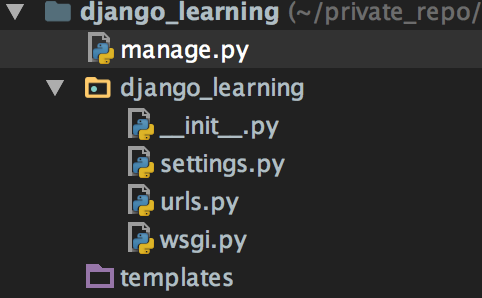 django_learning (~/private_repo/
manage.py
django_learning
__init__.py
settings.py
urls.py
wsgi.py
templates